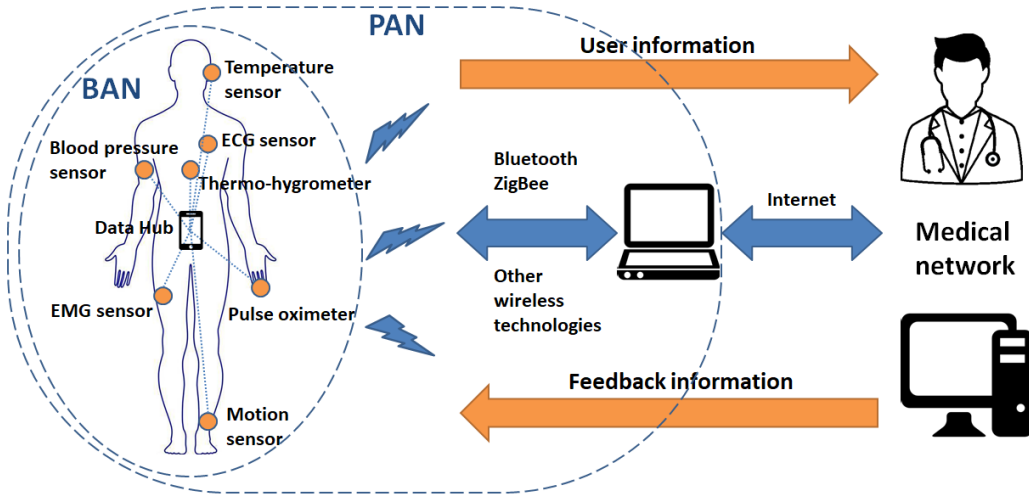 PAN
User information
BAN
Temperature
sensor
ECG sensor
Blood pressure
sensor
Thermo-hygrometer
Data Hub
EMG sensor
Pulse oximeter
Motion
sensor
Bluetooth
ZigBee
Other
wireless
technologies
Internet
Medical
network
Feedback information